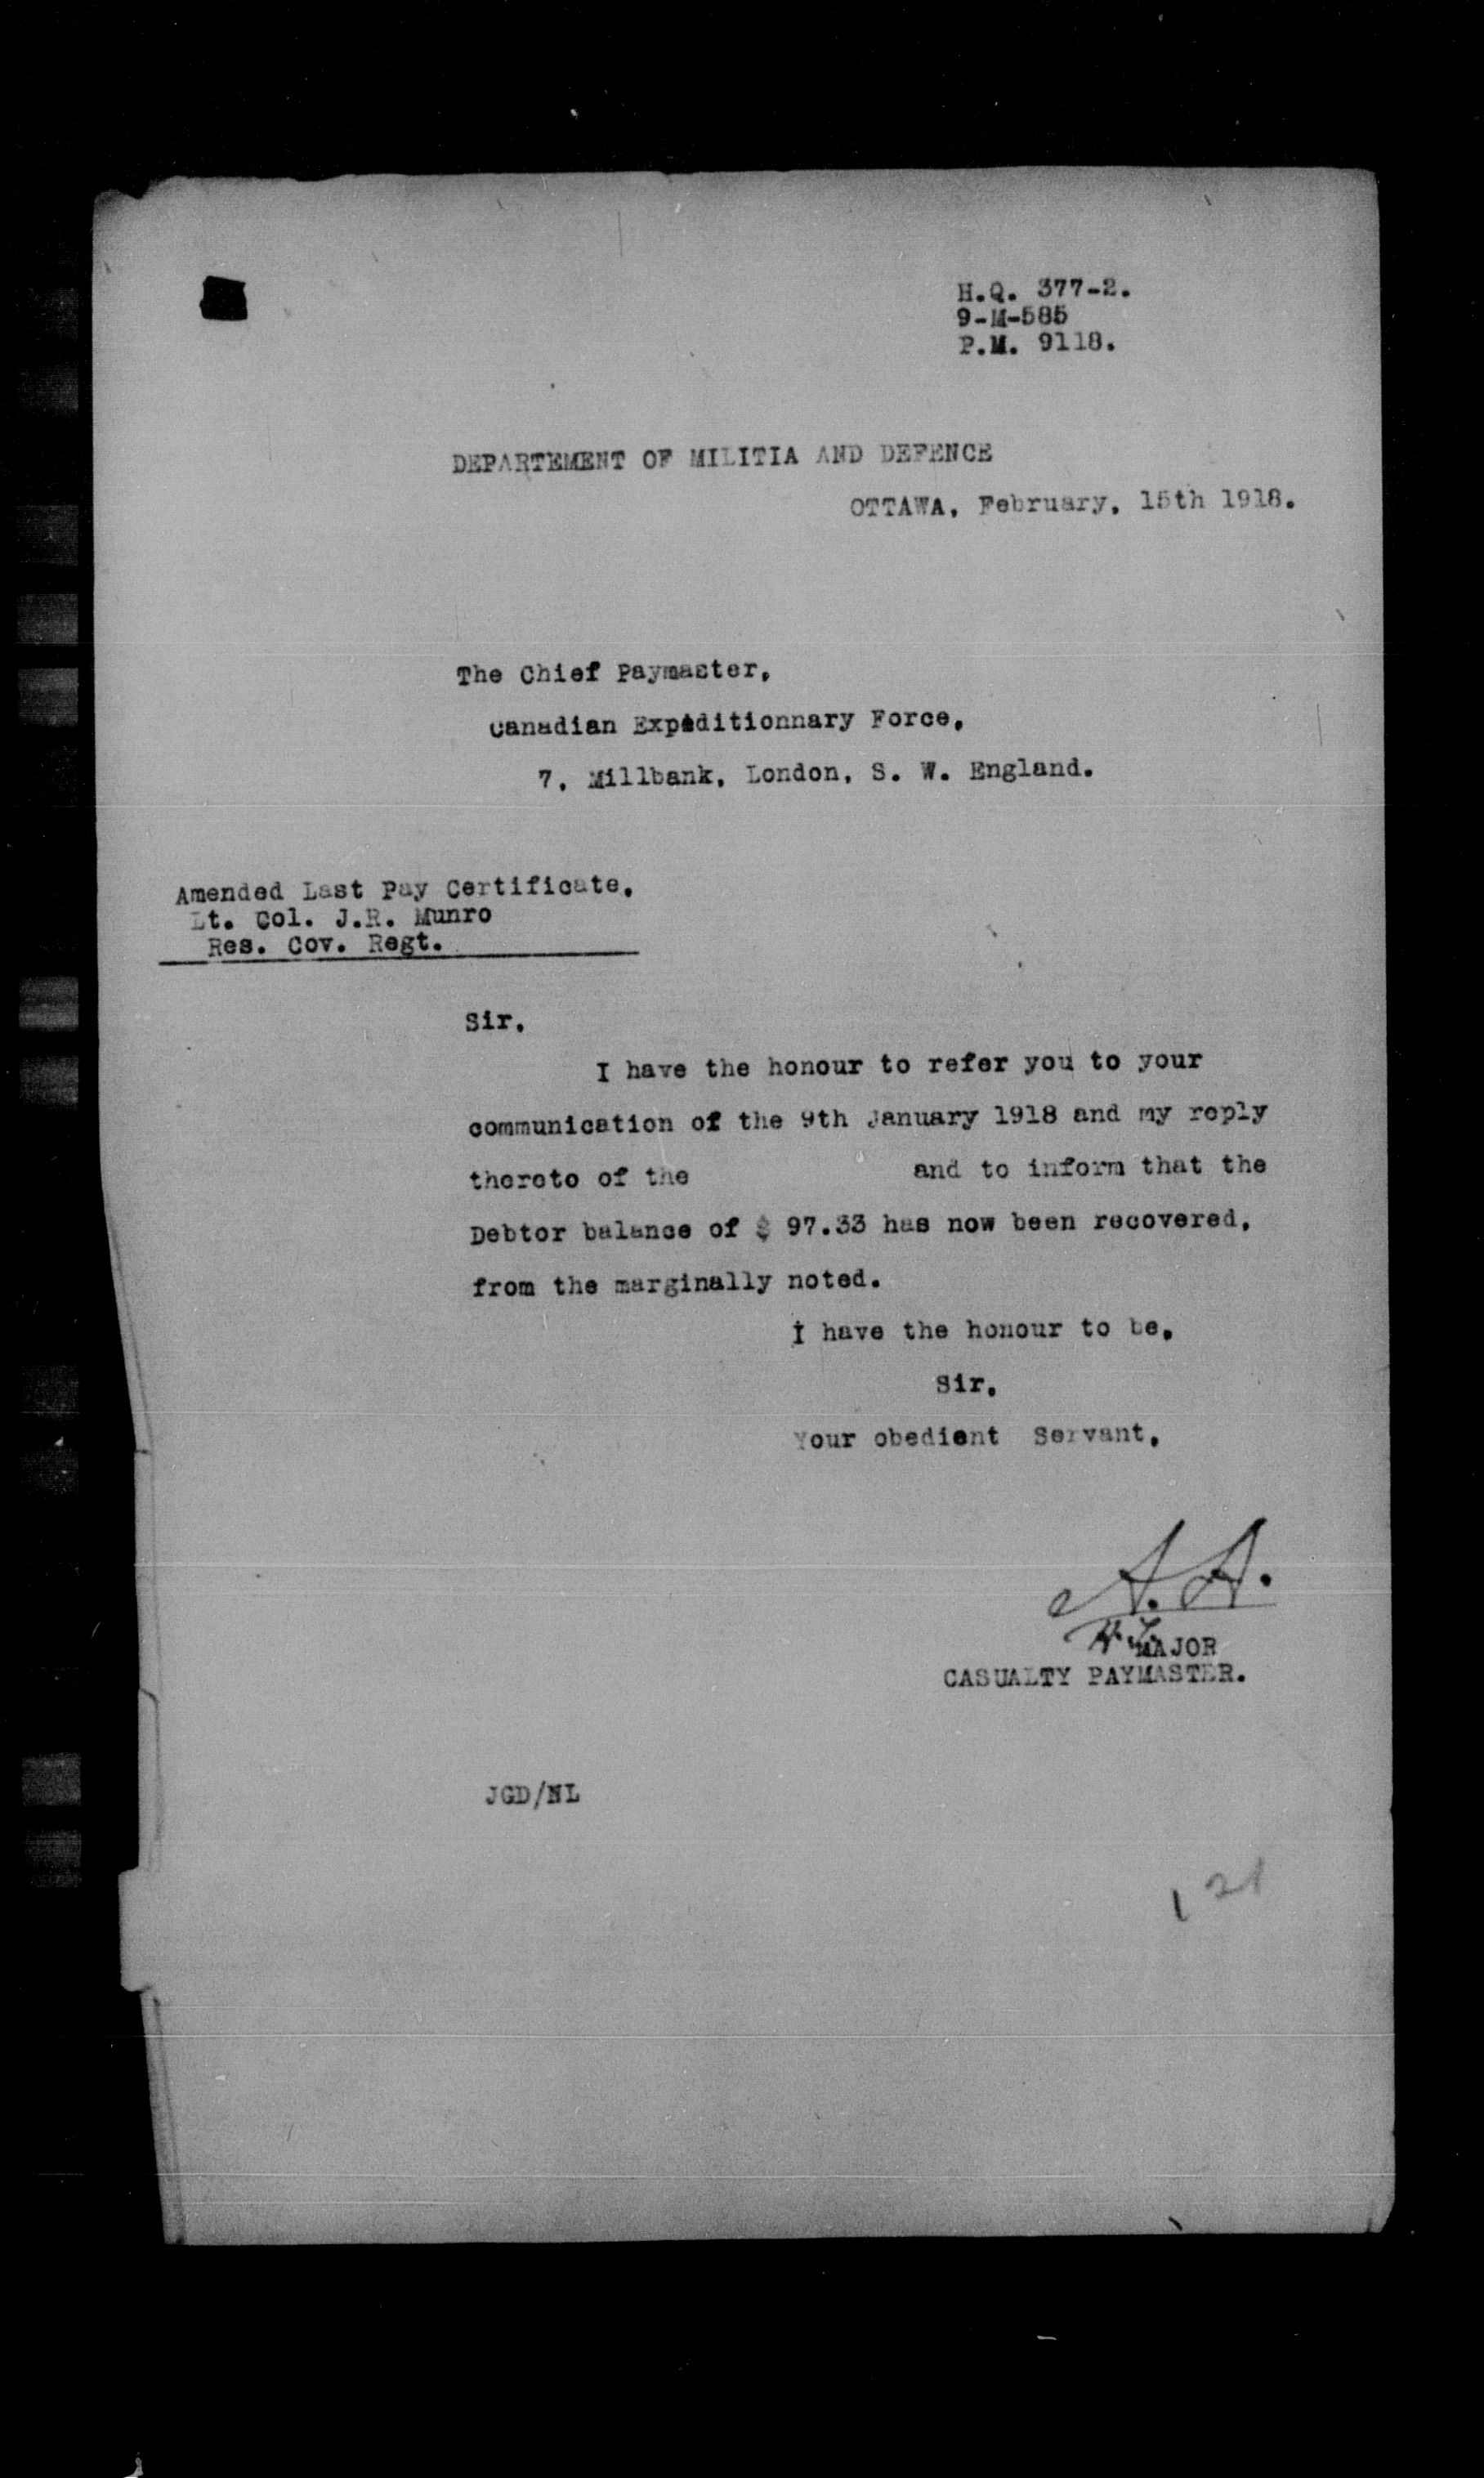 H.Q. 377-2.
9-M-585
P.M. 9118.
DEPARTEMENT OF MILITIA AND DEFENCE
OTTAWA, February, 15th 1918.
The Chief Paymaster,
Canadian Expeditionnary Force,
7, Millbank, London, S. W. England.
Amended Last Pay Certificate.
Lt. Col. J.R. Munro
Res. Cov. Regt.
Sir,
I have the honour to refer you to your
communication of the 9th January 1918 and my reply
thereto of the and to inform that the
Debtor balance of $ 97.33 has now been recovered,
from the marginally noted.
I have the honour to be,
Sir,
Your obedient Servant,
A.A.
MAJOR
CASUALTY PAYMASTER.
JGD/NL